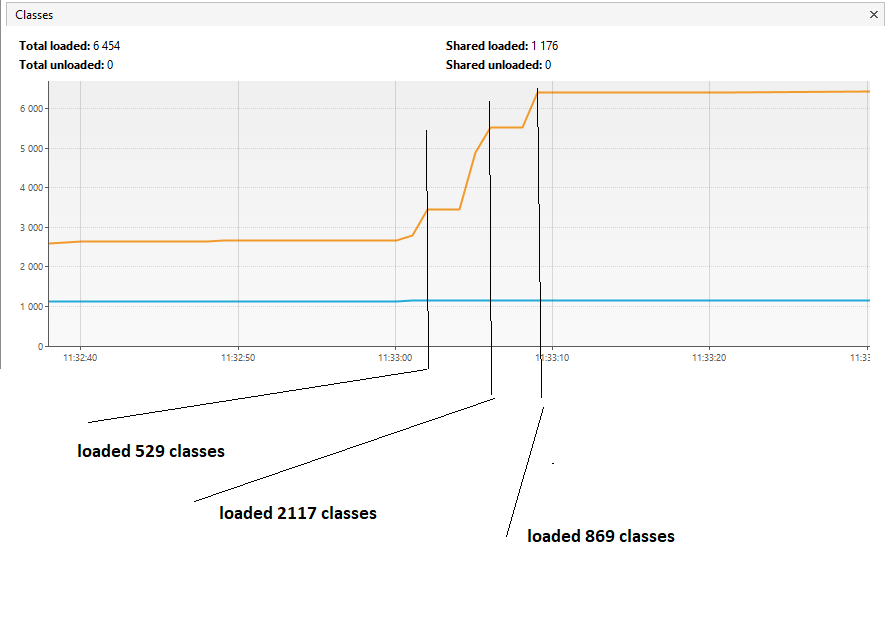 Classes
Total loaded: 6 454 Shared loaded: 1 176
Total unloaded: 0 Shared unloaded: 0
6 000
5 000
4 000
3 000
2 000
1 000
0
11:32:40 11:32:50 11:33:00 11:33:10 11:33:20 11:33:
loaded 529 classes
loaded 2117 classes
loaded 869 classes